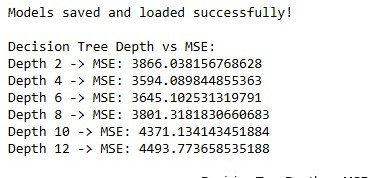 Models saved and loaded successfully!
Decision Tree Depth vs MSE:
Depth 2 -> MSE: 3866.038156768628
Depth 4 -> MSE: 3594.089844855363
Depth 6 -> MSE: 3645.102531319791
Depth 8 -> MSE: 3801.3181830660683
Depth 10 -> MSE: 4371.134143451884
Depth 12 -> MSE: 4493.773658535188